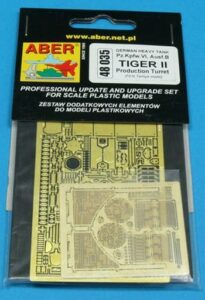 www.aber.net.pl
ABER
48 035
GERMAN HEAVY TANK
Pz.Kpfw.VI, Ausf.B
TIGER II
Production Turret
PROFESSIONAL UPDATE AND UPGRADE SET
FOR SCALE PLASTIC MODELS
ZESTAW DODATKOWYCH ELEMENTÓW
DO MODELI PLASTIKOWYCH